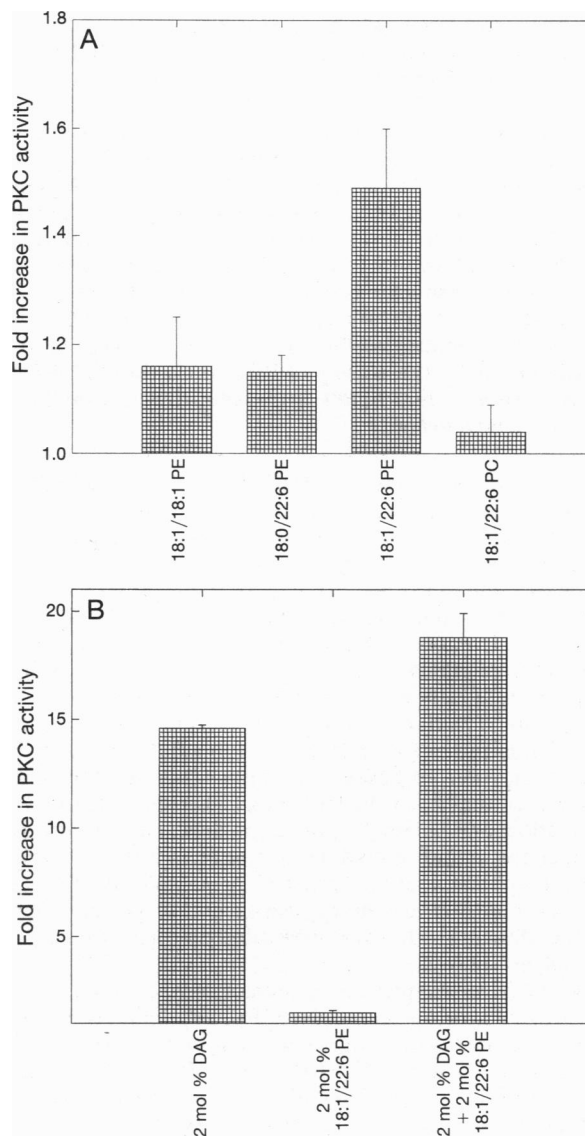 A
Fold increase in PKC activity
1.8
1.6
1.4
1.2
1.0
18:1/18:1 PE
18:0/22:6 PE
18:1/22:6 PE
18:1/22:6 PC
B
Fold increase in PKC activity
20
15
10
5
2 mol % DAG
2 mol %
18:1/22:6 PE
2 mol % DAG
+ 2 mol %
18:1/22:6 PE